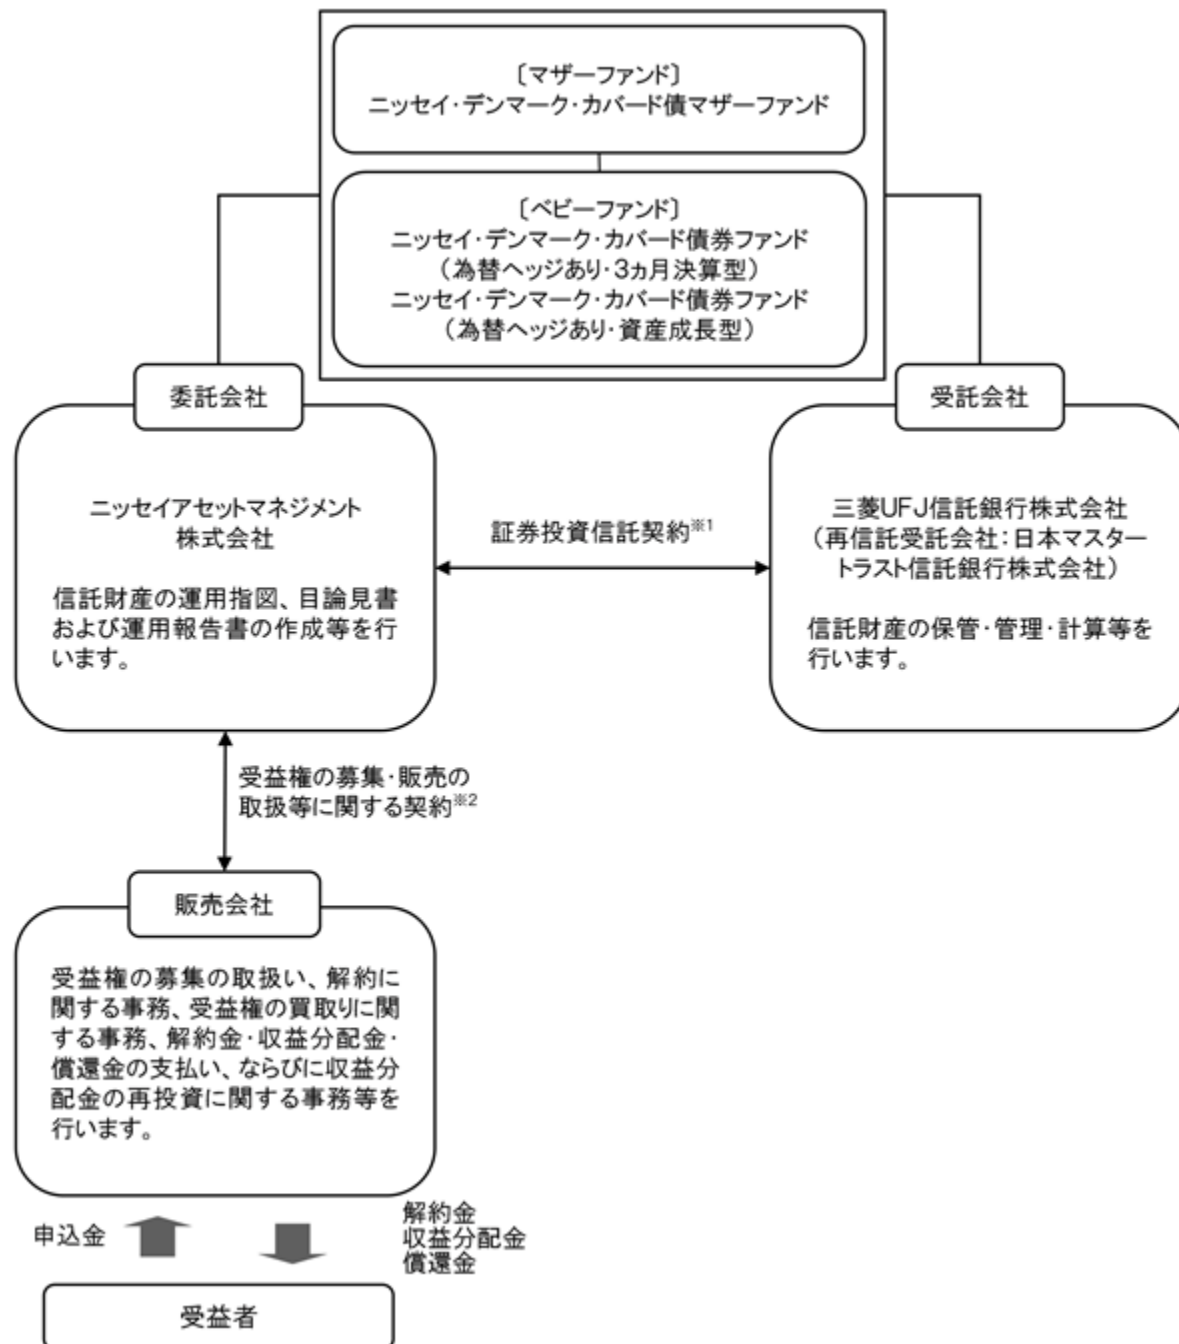 〔マザーファンド〕
ニッセイ・デンマーク・カバード債マザーファンド
〔ベビーファンド〕
ニッセイ・デンマーク・カバード債券ファンド
（為替ヘッジあり・3ヵ月決算型）
ニッセイ・デンマーク・カバード債券ファンド
（為替ヘッジあり・資産成長型）
委託会社
ニッセイアセットマネジメント
株式会社
信託財産の運用指図、目論見書
および運用報告書の作成等を行
います。
証券投資信託契約※1
受託会社
三菱UFJ信託銀行株式会社
（再信託受託会社：日本マスター
トラスト信託銀行株式会社）
信託財産の保管・管理・計算等を
行います。
受益権の募集・販売の
取扱等に関する契約※2
販売会社
受益権の募集の取扱い、解約に
関する事務、受益権の買取りに関
する事務、解約金・収益分配金・
償還金の支払い、ならびに収益分
配金の再投資に関する事務等を
行います。
申込金
解約金
収益分配金
償還金
受益者